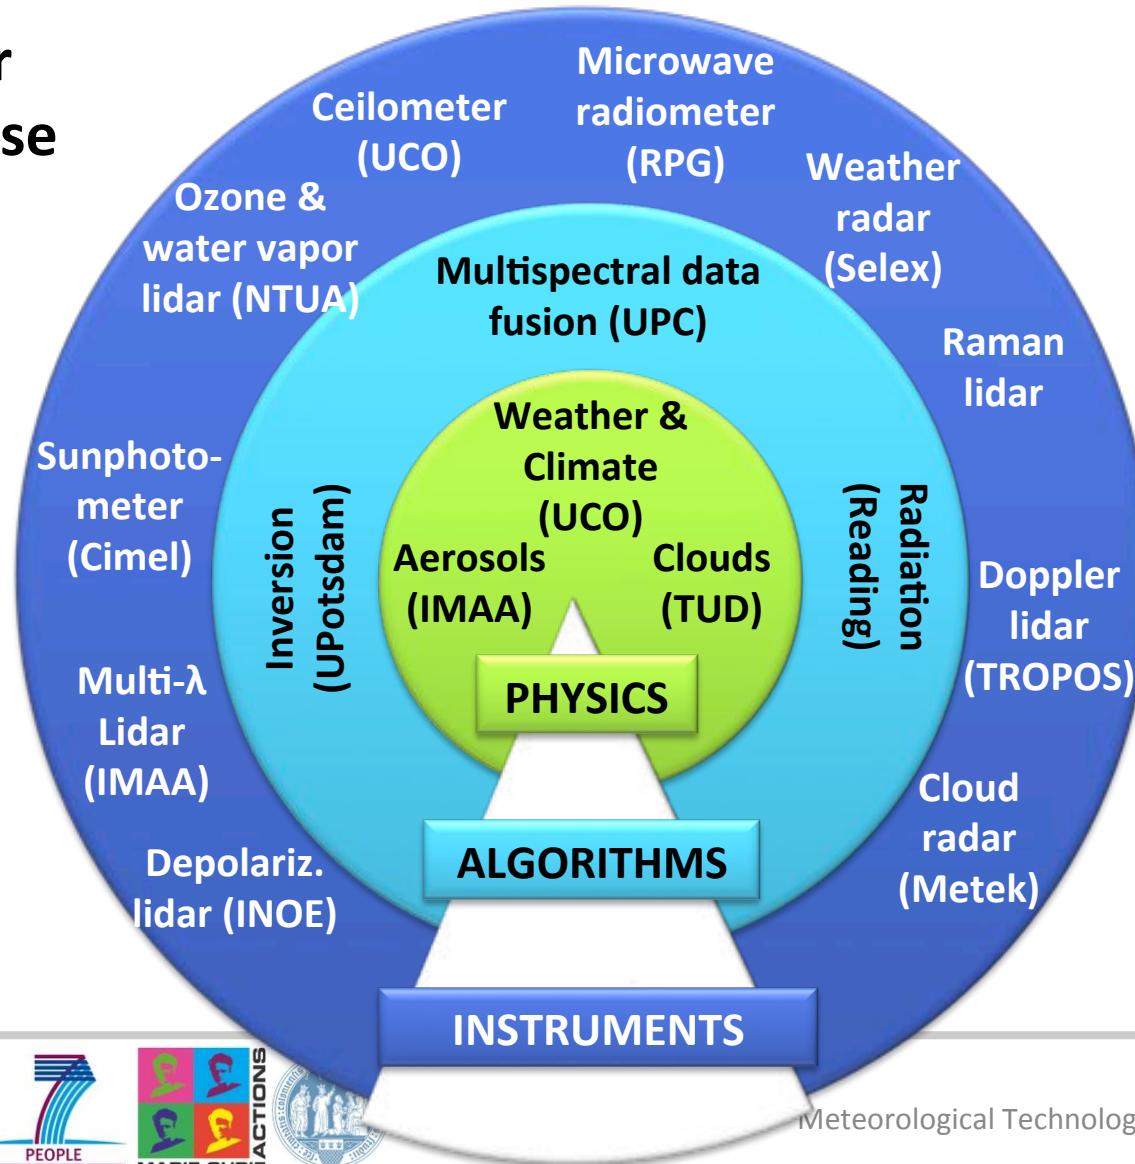 Microwave
radiometer
(RPG)
Ceilometer
(UCO)
Weather
radar
(Selex)
Ozone &
water vapor
lidar (NTUA)
Multispectral data
fusion (UPC)
Raman
lidar
Weather &
Climate
(UCO)
Sunphoto-
meter
(Cimel)
Inversion
(UPotsdam)
Aerosols
(IMAA)
Clouds
(TUD)
Radiation
(Reading)
Doppler
lidar
(TROPOS)
Multi-λ
Lidar
(IMAA)
PHYSICS
Cloud
radar
(Metek)
Depolariz.
lidar (INOE)
ALGORITHMS
INSTRUMENTS
7
PEOPLE
ACTIONS
Meteorological Technolog